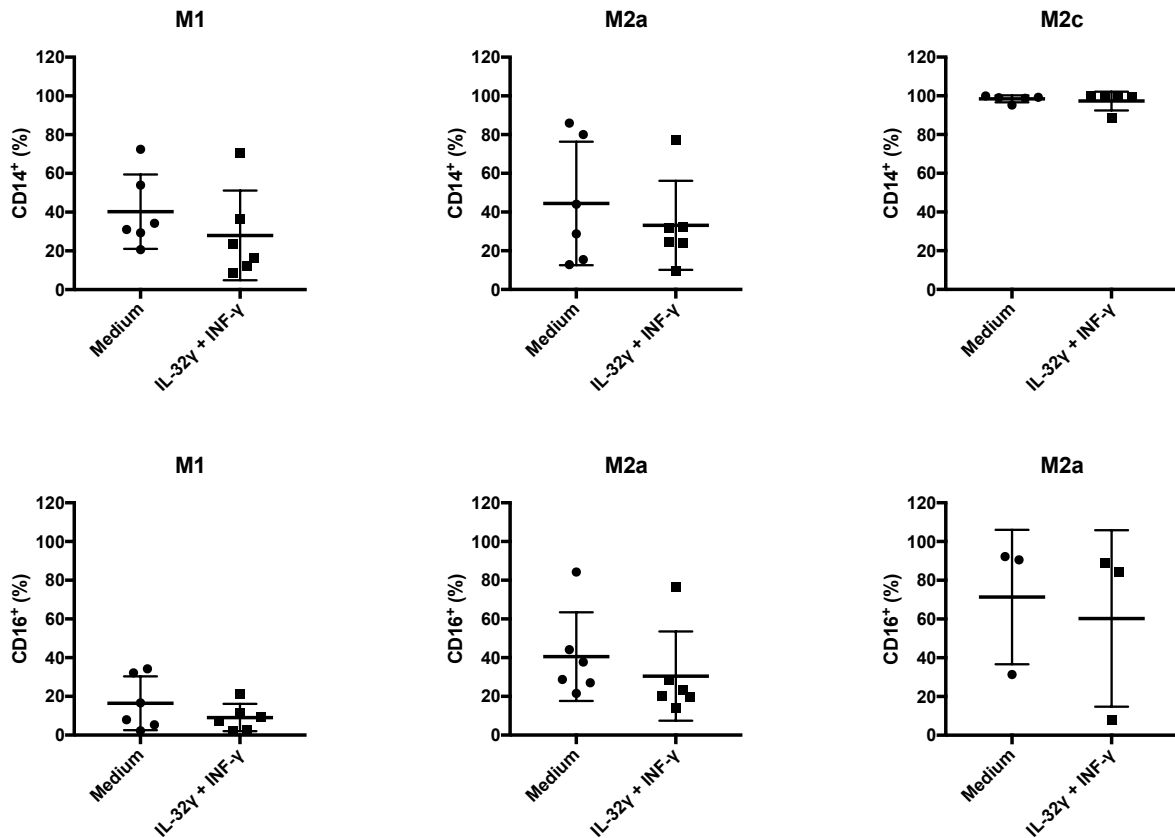 M1
M2a
M2c
120
100
80
60
40
20
0
CD14+ (%)
Medium
IL-32γ + INF-γ
120
100
80
60
40
20
0
CD14+ (%)
Medium
IL-32γ + INF-γ
120
100
80
60
40
20
0
CD14+ (%)
Medium
IL-32γ + INF-γ
M1
M2a
M2a
120
100
80
60
40
20
0
CD16+ (%)
Medium
IL-32γ + INF-γ
120
100
80
60
40
20
0
CD16+ (%)
Medium
IL-32γ + INF-γ
120
100
80
60
40
20
0
CD16+ (%)
Medium
IL-32γ + INF-γ